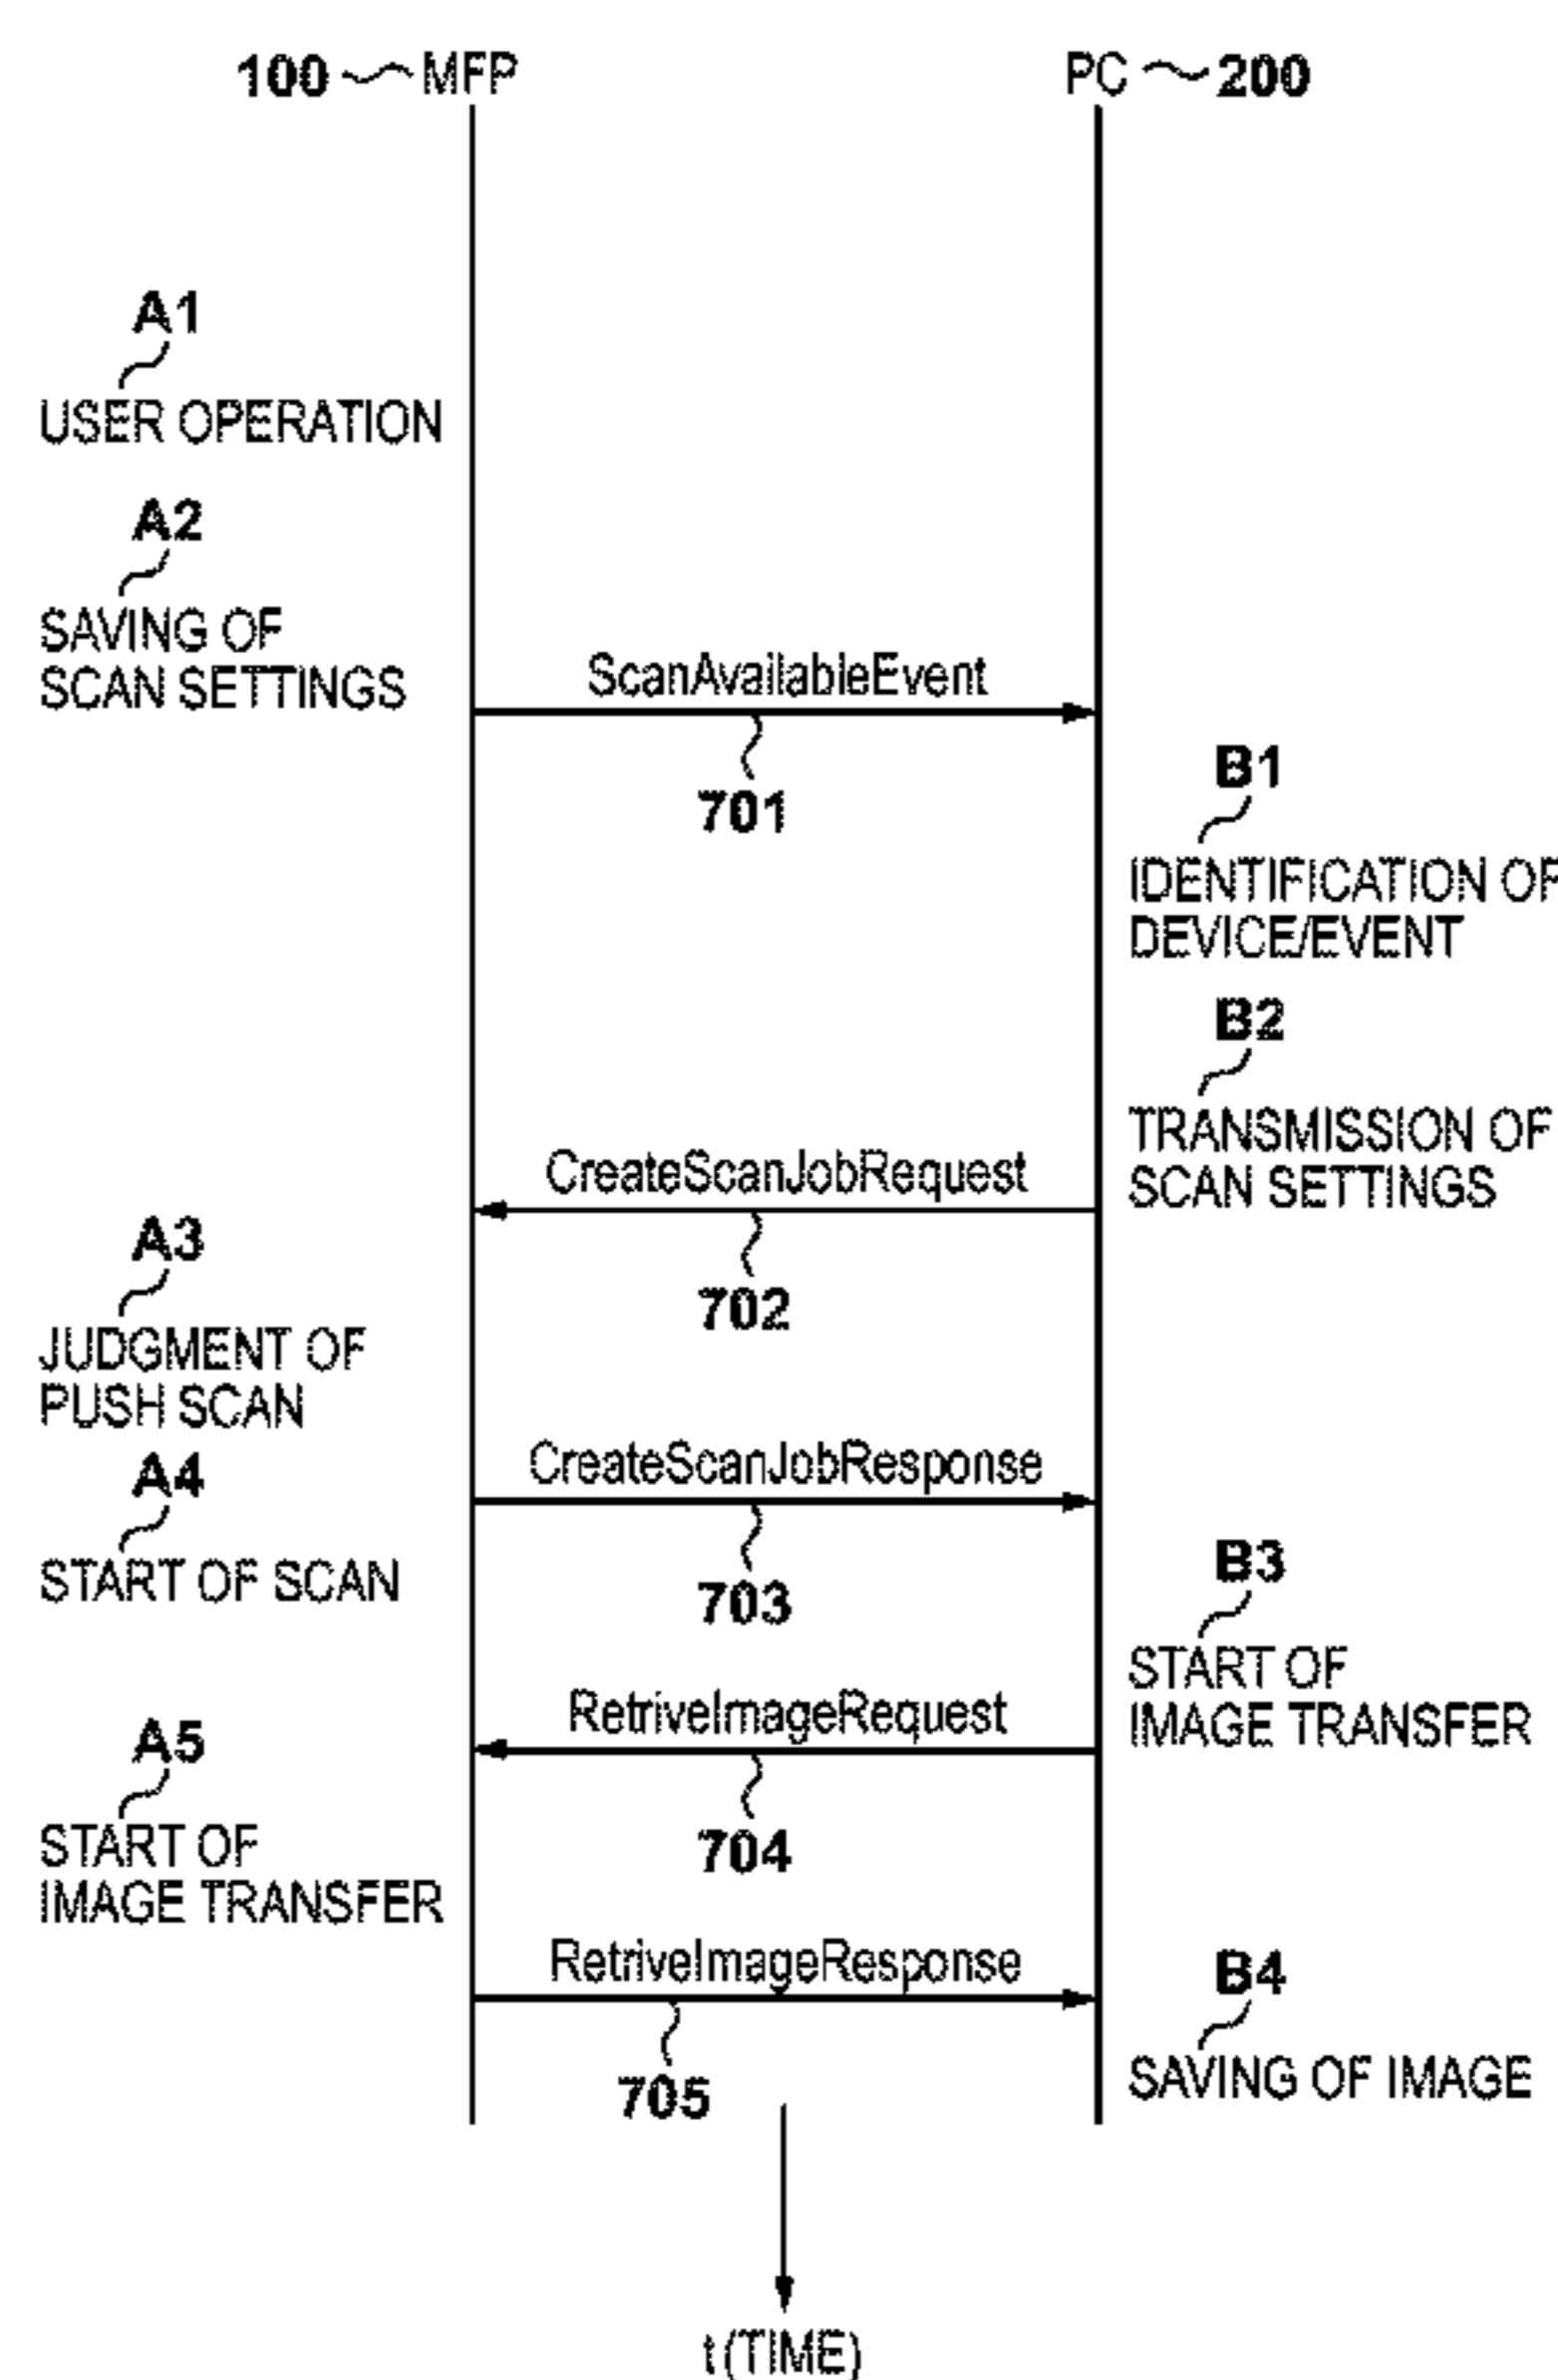 100 MFP PC 200
A1
USER OPERATION
A2
SAVING OF
SCAN SETTINGS
ScanAvailableEvent
701
B1
IDENTIFICATION OF
DEVICE/EVENT
B2
TRANSMISSION OF
SCAN SETTINGS
CreateScanJobRequest
702
A3
JUDGMENT OF
PUSH SCAN
CreateScanJobResponse
703
A4
START OF SCAN
B3
START OF
IMAGE TRANSFER
RetriveImageRequest
704
A5
START OF
IMAGE TRANSFER
RetriveImageResponse
705
B4
SAVING OF IMAGE
t (TIME)